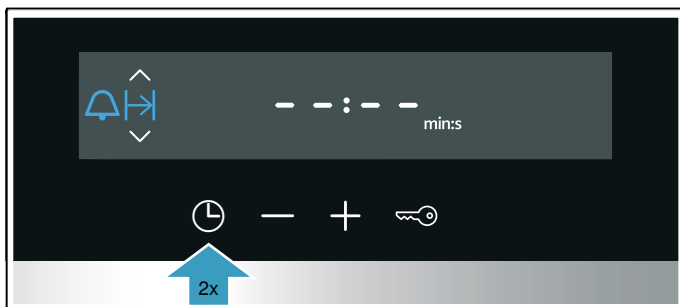 – –:– –
min:s
2x